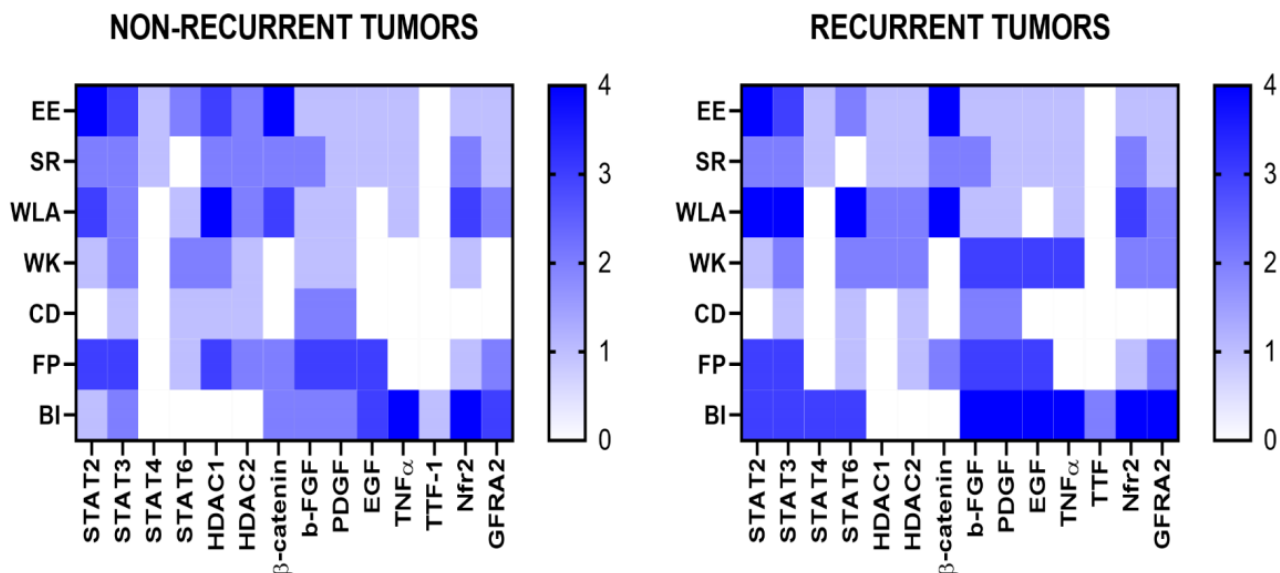 NON-RECURRENT TUMORS
EE
SR
WLA
WK
CD
FP
BI
4
3
2
1
0
STAT2
STAT3
STAT4
STAT6
HDAC1
HDAC2
β-catenin
b-FGF
PDGF
EGF
TNFα
TTF-1
Nfr2
GFRA2
RECURRENT TUMORS
EE
SR
WLA
WK
CD
FP
BI
4
3
2
1
0
STAT2
STAT3
STAT4
STAT6
HDAC1
HDAC2
β-catenin
b-FGF
PDGF
EGF
TNFα
TTF
Nfr2
GFRA2